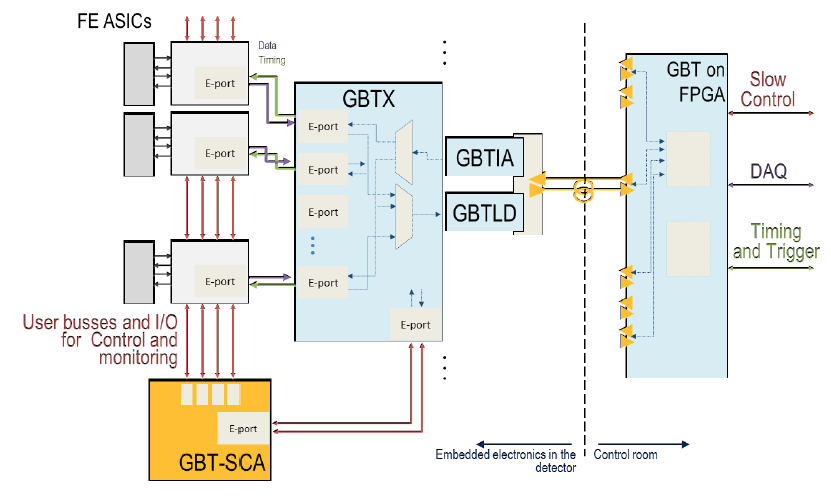 FE ASICs
Data
Timing
E-port
GBTX
E-port
E-port
E-port
E-port
E-port
E-port
E-port
E-port
GBTIA
GBTLD
GBT on
FPGA
Slow
Control
DAQ
Timing
and Trigger
User busses and I/O
for Control and
monitoring
E-port
GBT-SCA
Embedded electronics in the
detector
Control room